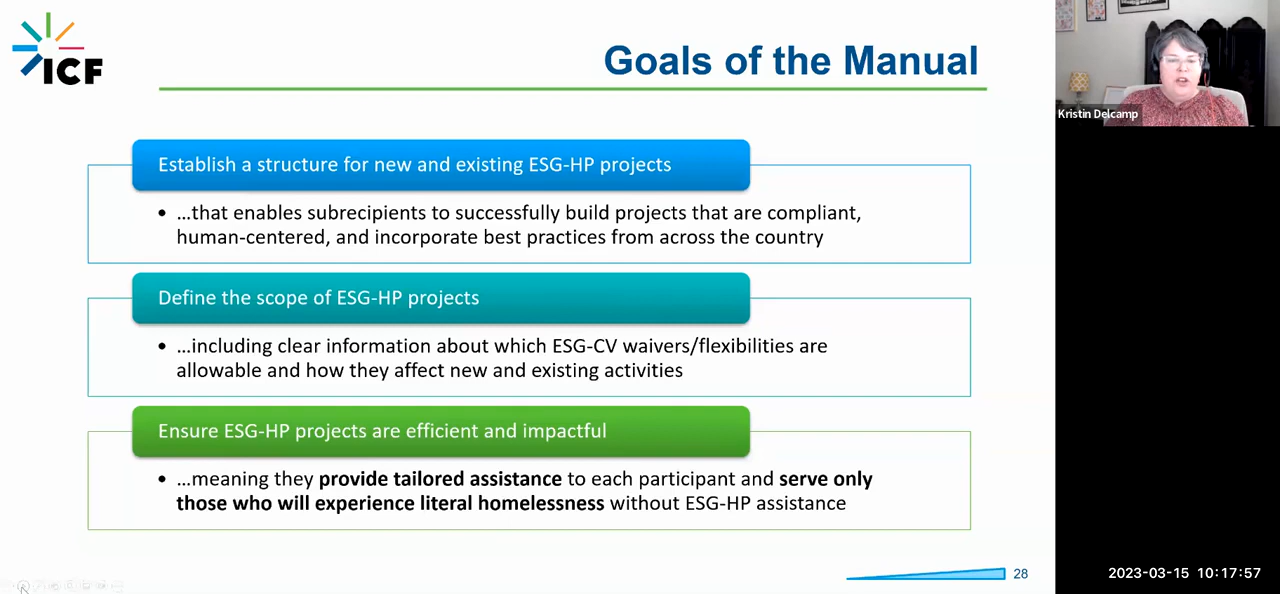 ICF
Goals of the Manual
Kristin Delcamp
Establish a structure for new and existing ESG-HP projects
• ...that enables subrecipients to successfully build projects that are compliant,
human-centered, and incorporate best practices from across the country
Define the scope of ESG-HP projects
• ...including clear information about which ESG-CV waivers/flexibilities are
allowable and how they affect new and existing activities
Ensure ESG-HP projects are efficient and impactful
• ...meaning they provide tailored assistance to each participant and serve only
those who will experience literal homelessness without ESG-HP assistance
28
2023-03-15 10:17:57